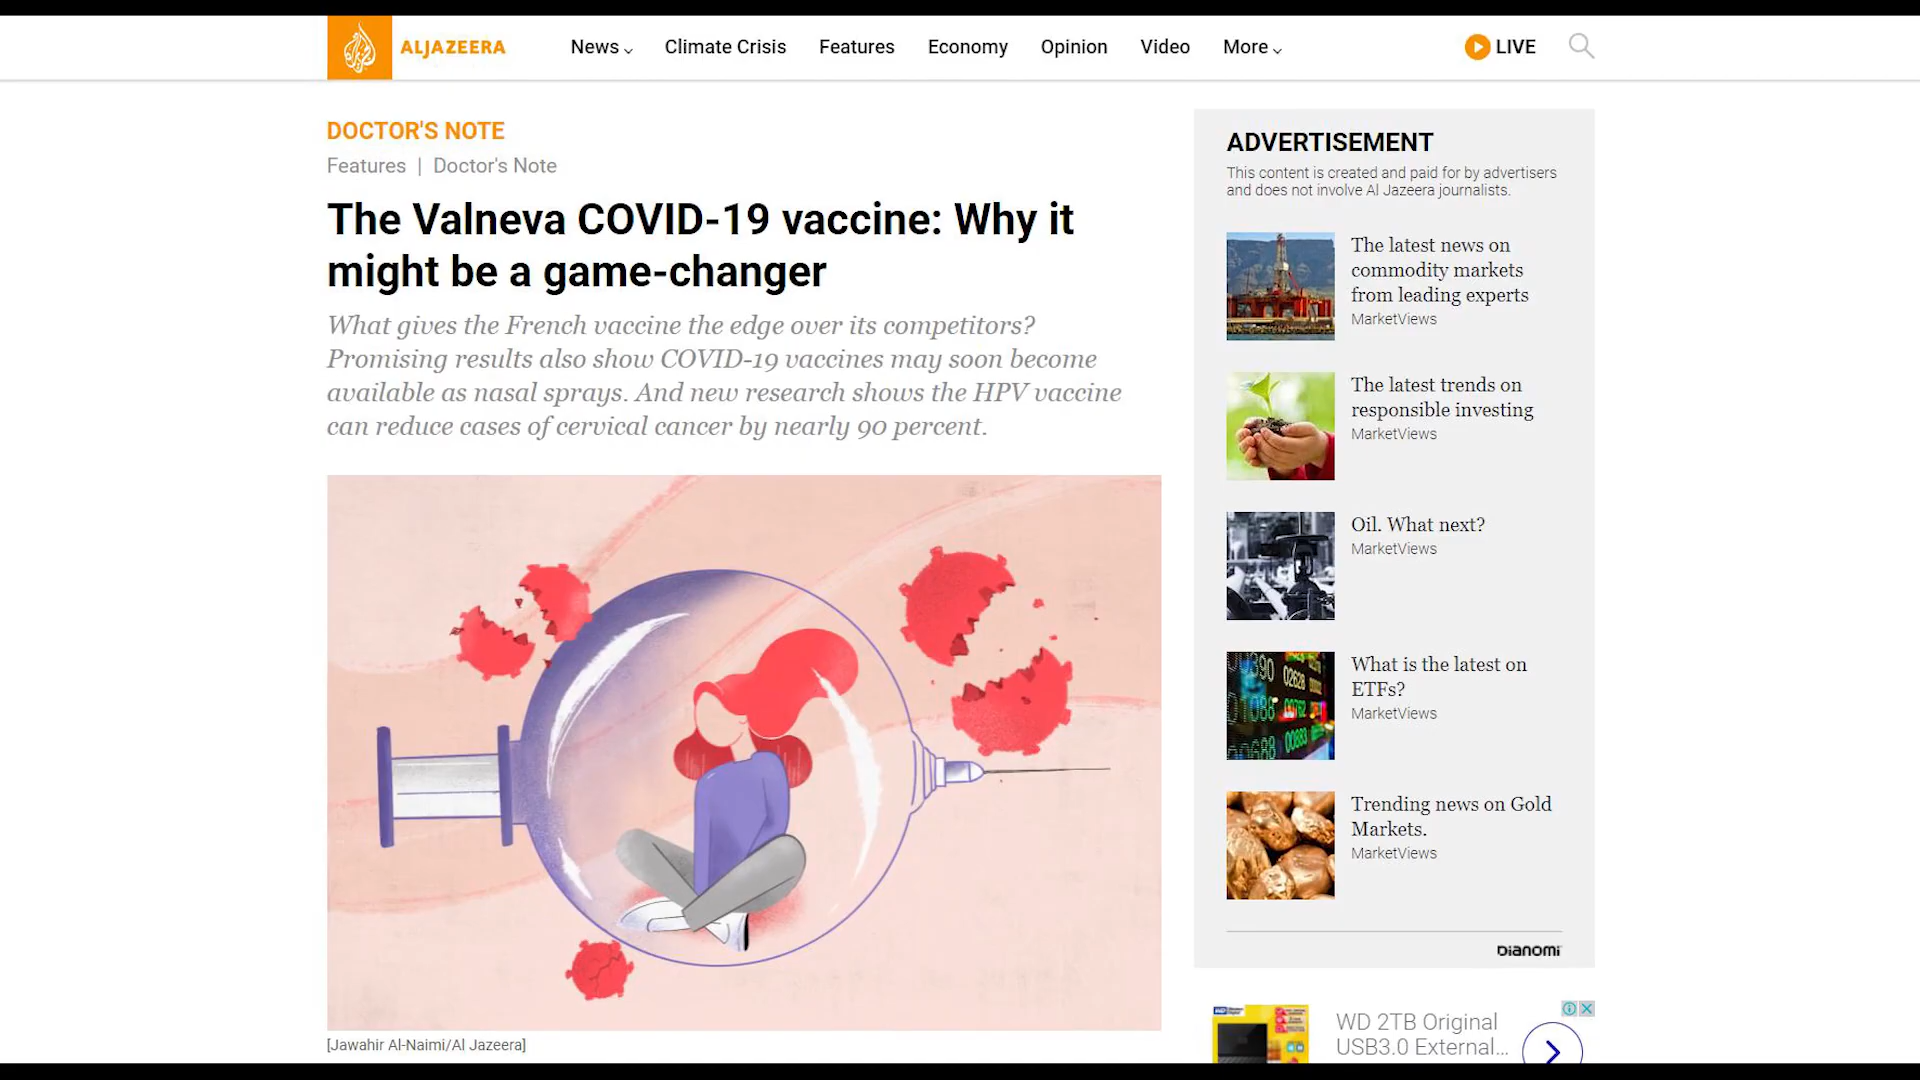 ALJAZEERA
News
Climate Crisis
Features
Economy
Opinion
Video
More
LIVE
DOCTOR'S NOTE
Features | Doctor's Note
The Valneva COVID-19 vaccine: Why it
might be a game-changer
What gives the French vaccine the edge over its competitors?
Promising results also show COVID-19 vaccines may soon become
available as nasal sprays. And new research shows the HPV vaccine
can reduce cases of cervical cancer by nearly 90 percent.
[Jawahir Al-Naimi/Al Jazeera]
ADVERTISEMENT
This content is created and paid for by advertisers
and does not involve Al Jazeera journalists.
The latest news on
commodity markets
from leading experts
MarketViews
The latest trends on
responsible investing
MarketViews
Oil. What next?
MarketViews
What is the latest on
ETFs?
MarketViews
Trending news on Gold
Markets.
MarketViews
DIANOMI
WD 2TB Original
USB3.0 External...